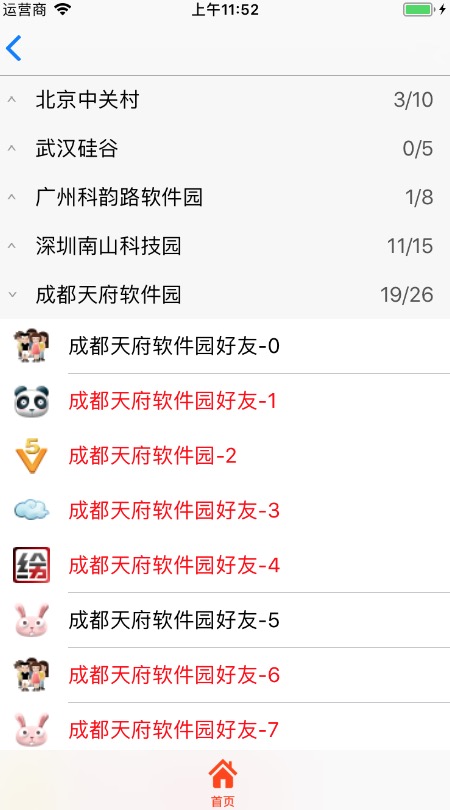 运营商
上午11:52
北京中关村 3/10
武汉硅谷 0/5
广州科韵路软件园 1/8
深圳南山科技园 11/15
成都天府软件园 19/26
成都天府软件园好友-0
成都天府软件园好友-1
5
成都天府软件园-2
成都天府软件园好友-3
绘
成都天府软件园好友-4
成都天府软件园好友-5
成都天府软件园好友-6
成都天府软件园好友-7
首页